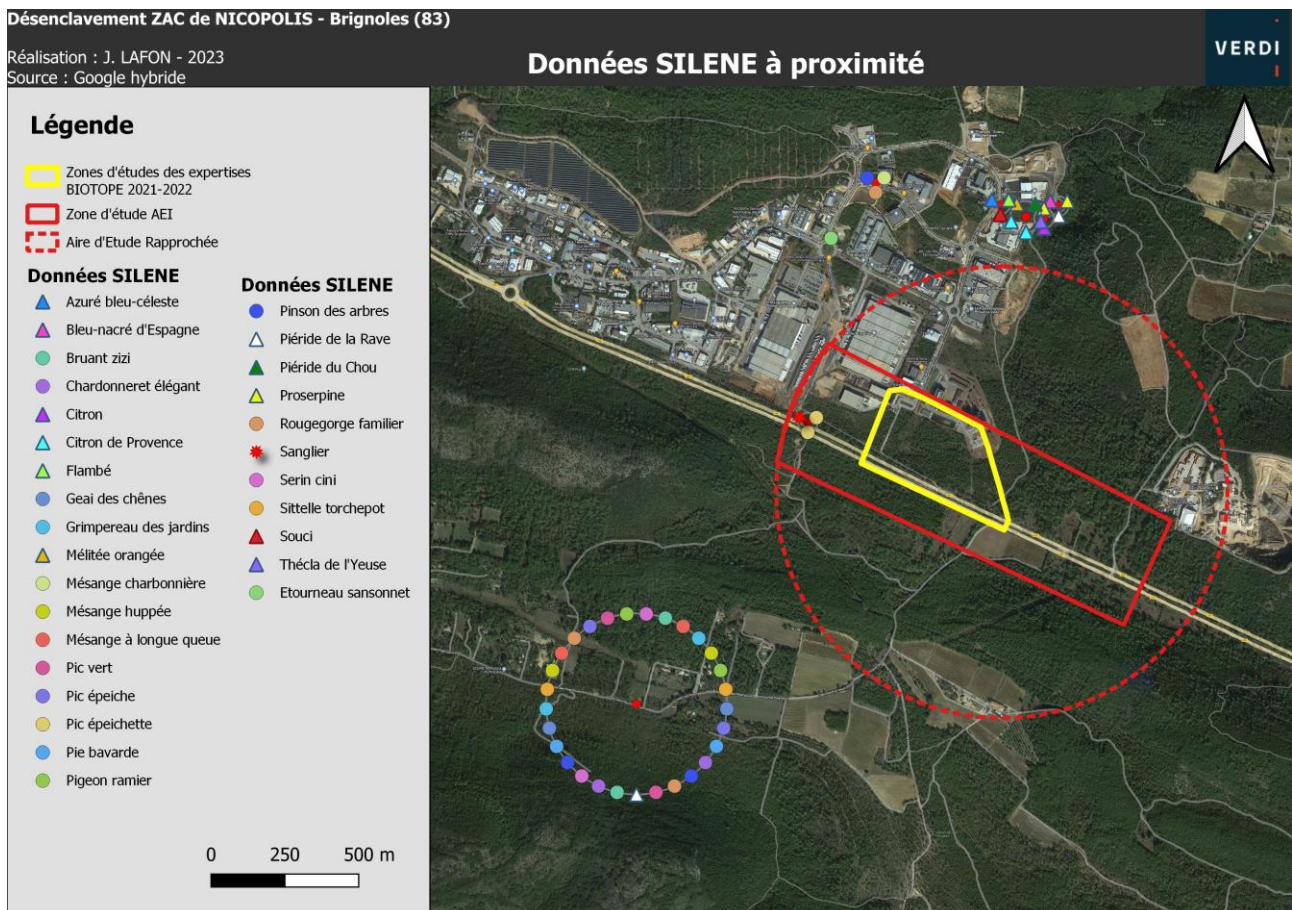 Désenclavement ZAC de NICOPOLIS - Brignoles (83)
Réalisation : J. LAFON - 2023
Source : Google hybride
Données SILENE à proximité
VERDI
Légende
Zones d'études des expertises
BIOTOPE 2021-2022
Zone d'étude AEI
Aire d'Etude Rapprochée
Données SILENE
Azuré bleu-céleste
Bleu-nacré d'Espagne
Bruant zizi
Chardonneret élégant
Citron
Citron de Provence
Flambé
Geai des chênes
Grimpereau des jardins
Mélitée orangée
Mésange charbonnière
Mésange huppée
Mésange à longue queue
Pic vert
Pic épeiche
Pic épeichette
Pie bavarde
Pigeon ramier
Données SILENE
Pinson des arbres
Piéride de la Rave
Piéride du Chou
Proserpine
Rougegorge familier
Sanglier
Serin cini
Sittelle torchepot
Souci
Thécla de l'Yeuse
Etourneau sansonnet
0 250 500 m